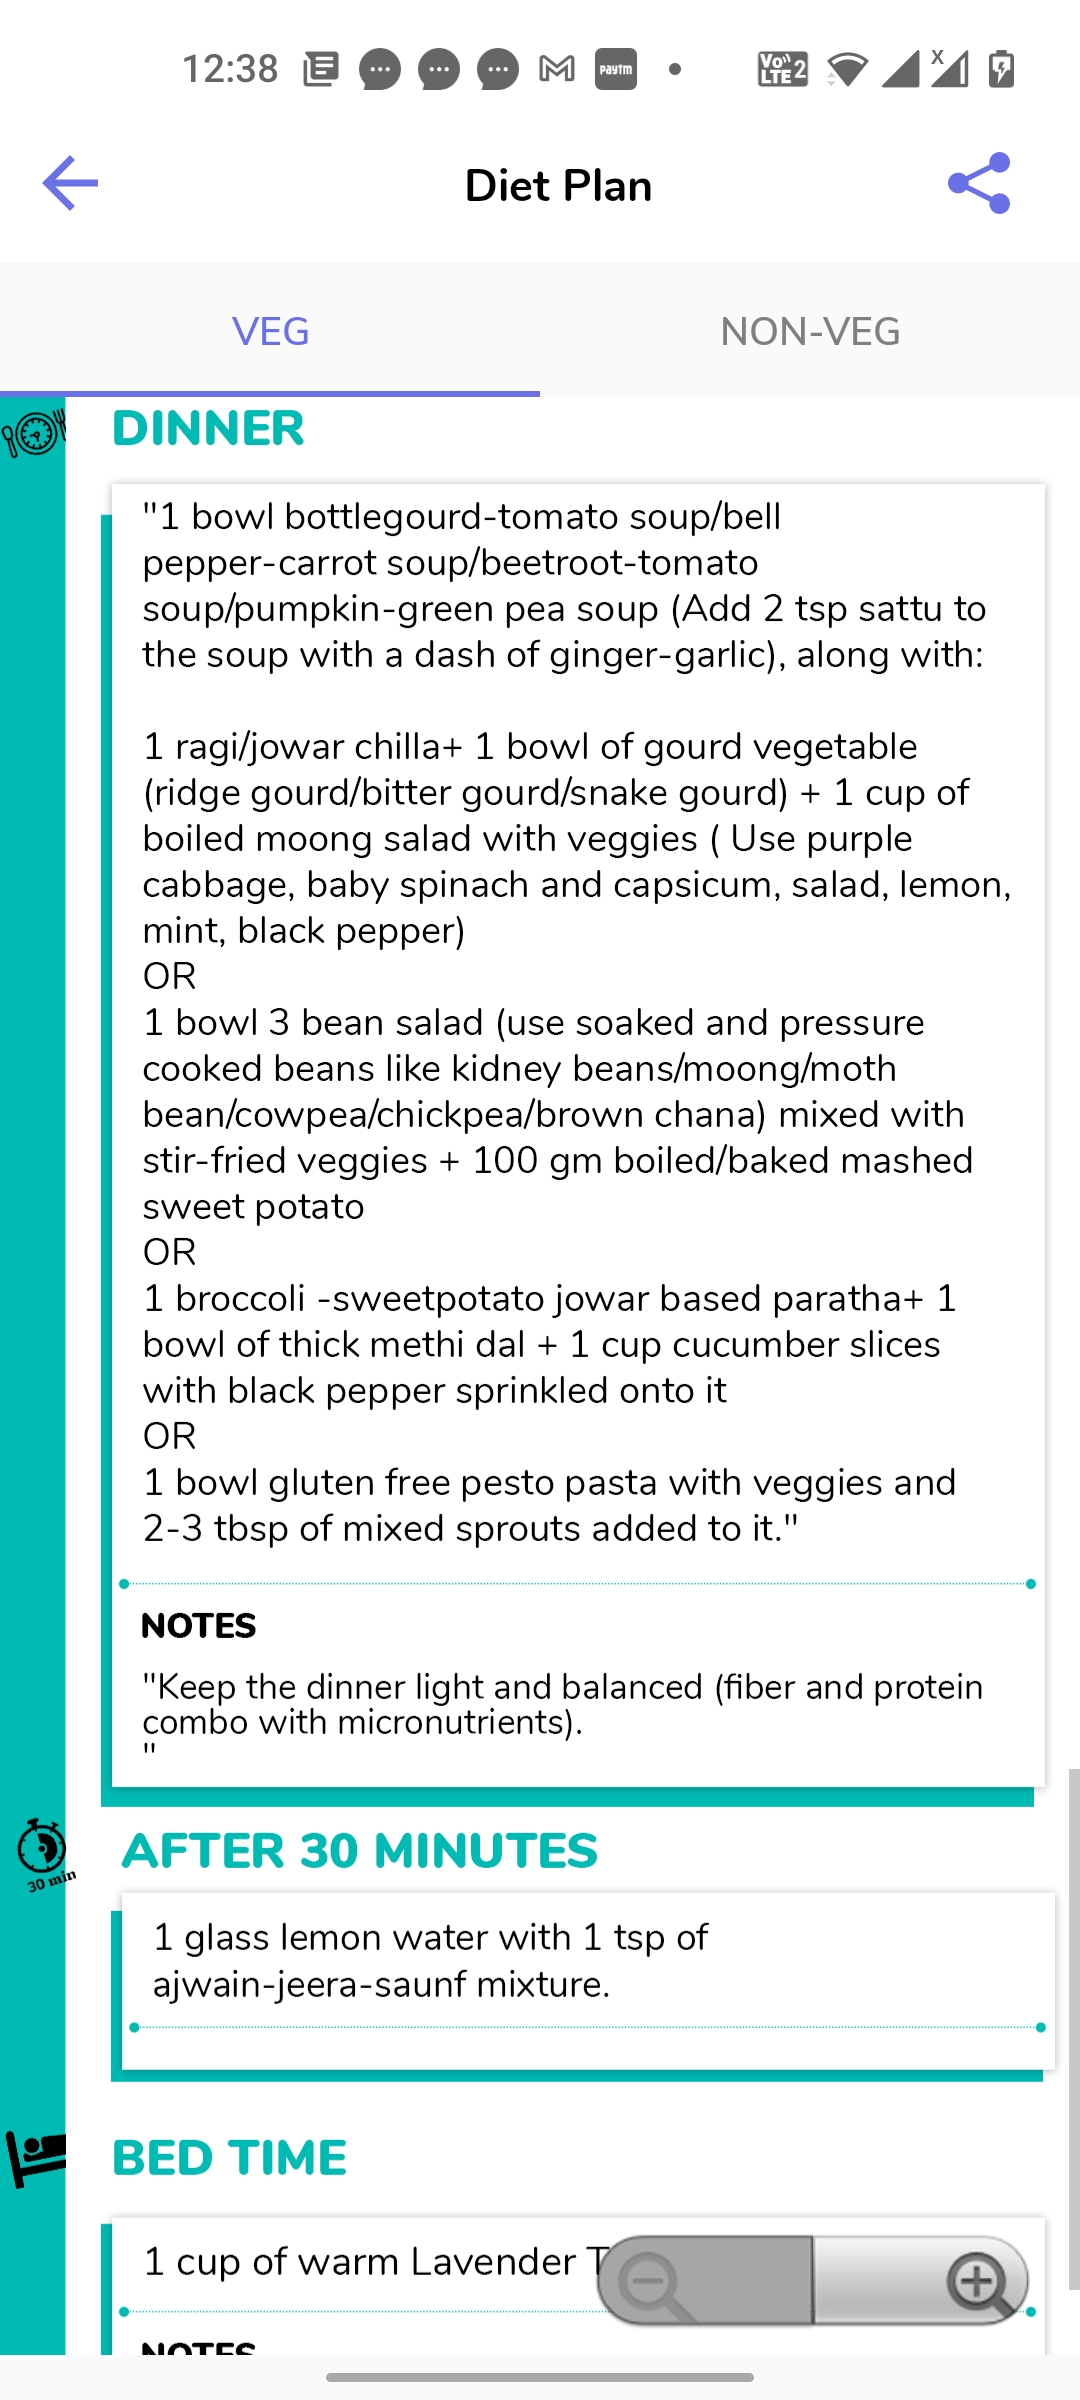 12:38
Paytm
Vo)) LTE 2
X
Diet Plan
VEG
NON-VEG
DINNER
"1 bowl bottlegourd-tomato soup/bell
pepper-carrot soup/beetroot-tomato
soup/pumpkin-green pea soup (Add 2 tsp sattu to
the soup with a dash of ginger-garlic), along with:
1 ragi/jowar chilla+ 1 bowl of gourd vegetable
(ridge gourd/bitter gourd/snake gourd) + 1 cup of
boiled moong salad with veggies ( Use purple
cabbage, baby spinach and capsicum, salad, lemon,
mint, black pepper)
OR
1 bowl 3 bean salad (use soaked and pressure
cooked beans like kidney beans/moong/moth
bean/cowpea/chickpea/brown chana) mixed with
stir-fried veggies + 100 gm boiled/baked mashed
sweet potato
OR
1 broccoli -sweetpotato jowar based paratha+ 1
bowl of thick methi dal + 1 cup cucumber slices
with black pepper sprinkled onto it
OR
1 bowl gluten free pesto pasta with veggies and
2-3 tbsp of mixed sprouts added to it."
NOTES
"Keep the dinner light and balanced (fiber and protein
combo with micronutrients).
"
30 min
AFTER 30 MINUTES
1 glass lemon water with 1 tsp of
ajwain-jeera-saunf mixture.
BED TIME
1 cup of warm Lavender T
NOTES